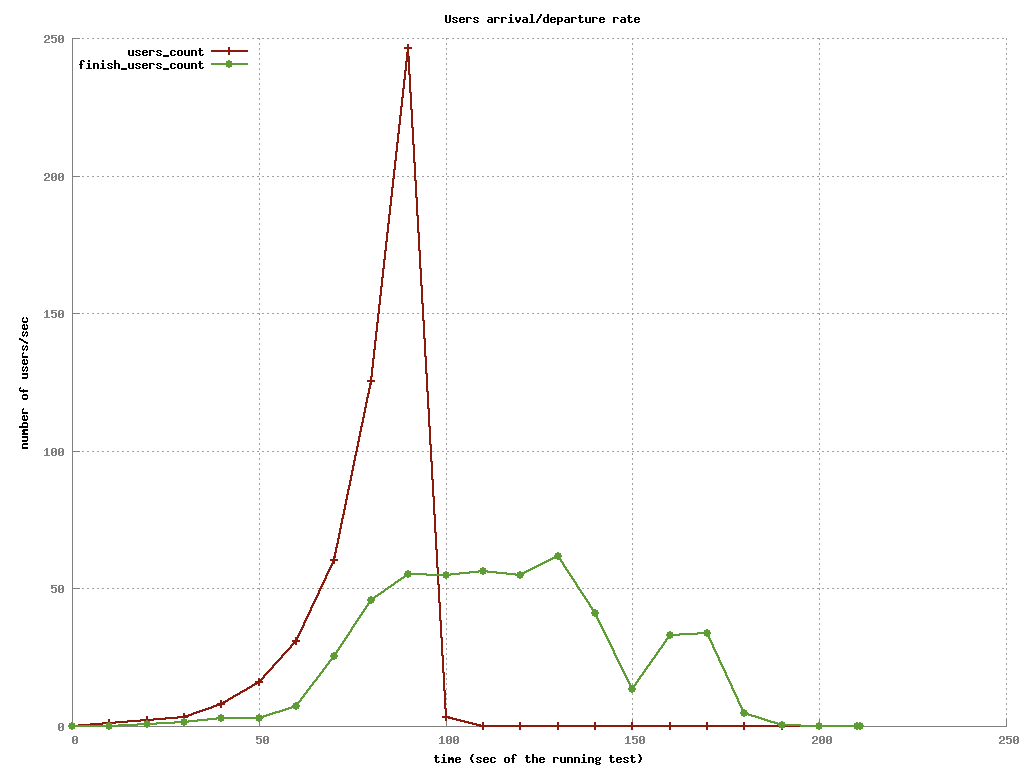 Users arrival/departure rate
250
users_count
finish_users_count
200
150
100
50
0
number of users/sec
0 50 100 150 200 250
time (sec of the running test)